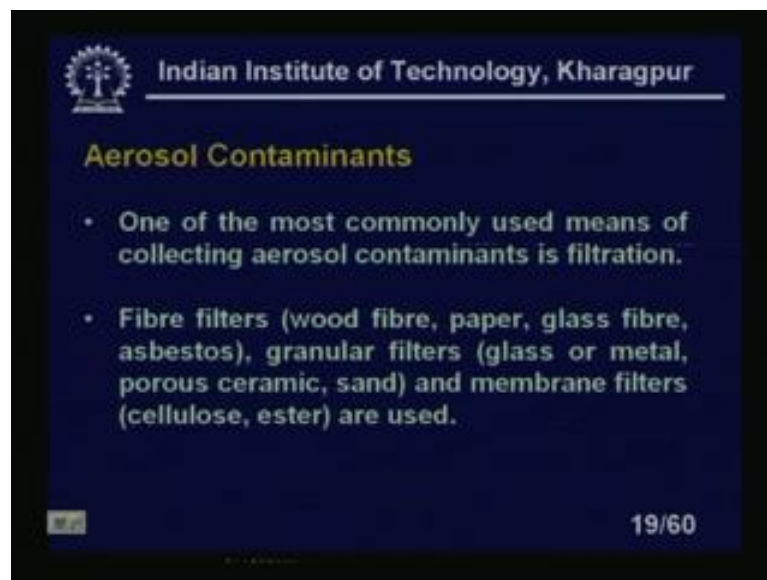 Indian Institute of Technology, Kharagpur
Aerosol Contaminants
• One of the most commonly used means of
collecting aerosol contaminants is filtration.
• Fibre filters (wood fibre, paper, glass fibre,
asbestos), granular filters (glass or metal,
porous ceramic, sand) and membrane filters
(cellulose, ester) are used.
19/60